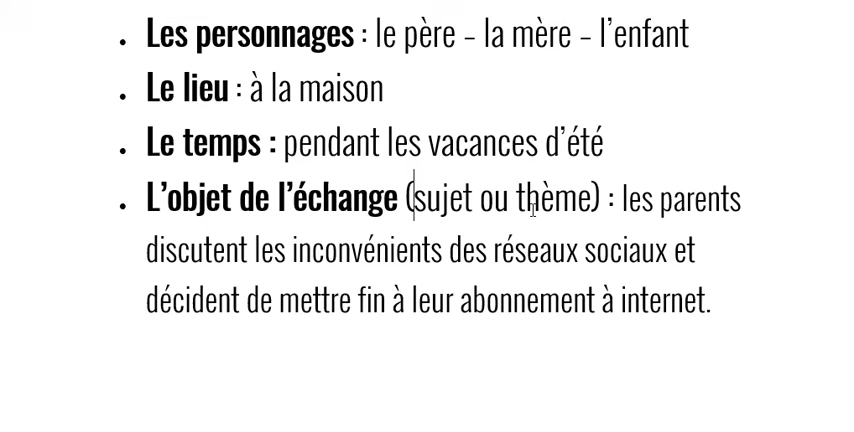 • Les personnages : le père – la mère – l’enfant
• Le lieu : à la maison
• Le temps : pendant les vacances d’été
• L’objet de l’échange (sujet ou thème) : les parents
discutent les inconvénients des réseaux sociaux et
décident de mettre fin à leur abonnement à internet.